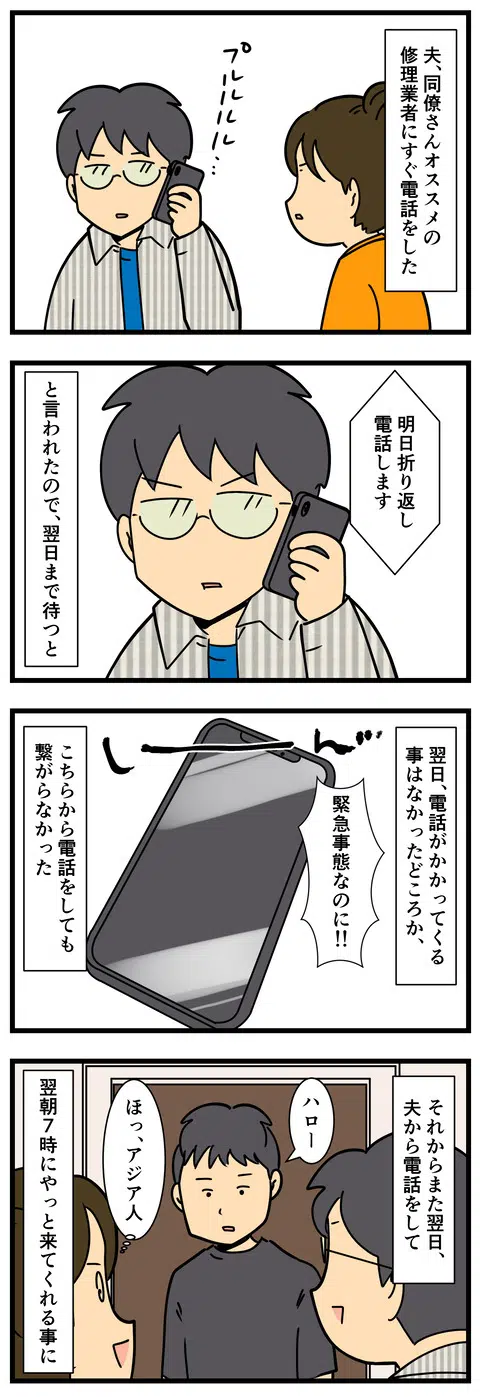 夫、同僚さんオススメの
修理業者にすぐ電話をした
プルルルル…
明日折り返し
電話します
と言われたので、翌日まで待つと
翌日、電話がかかってくる
事はなかったどころか、
緊急事態なのに!!
しーん
こちらから電話をしても
繋がらなかった
それからまた翌日、
夫から電話をして
ハロー
ほっ、アジア人
翌朝7時にやっと来てくれる事に